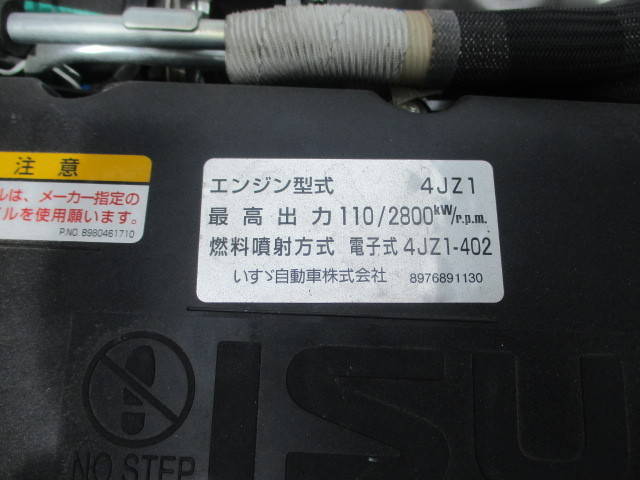 注意
ルは、メーカー指定の
イルを使用願います。
P.NO. 8980461710
エンジン型式 4JZ1
最高出力 110/2800kW/r.p.m.
燃料噴射方式 電子式 4JZ1-402
いすゞ自動車株式会社 8976891130
ISU
NO STEP